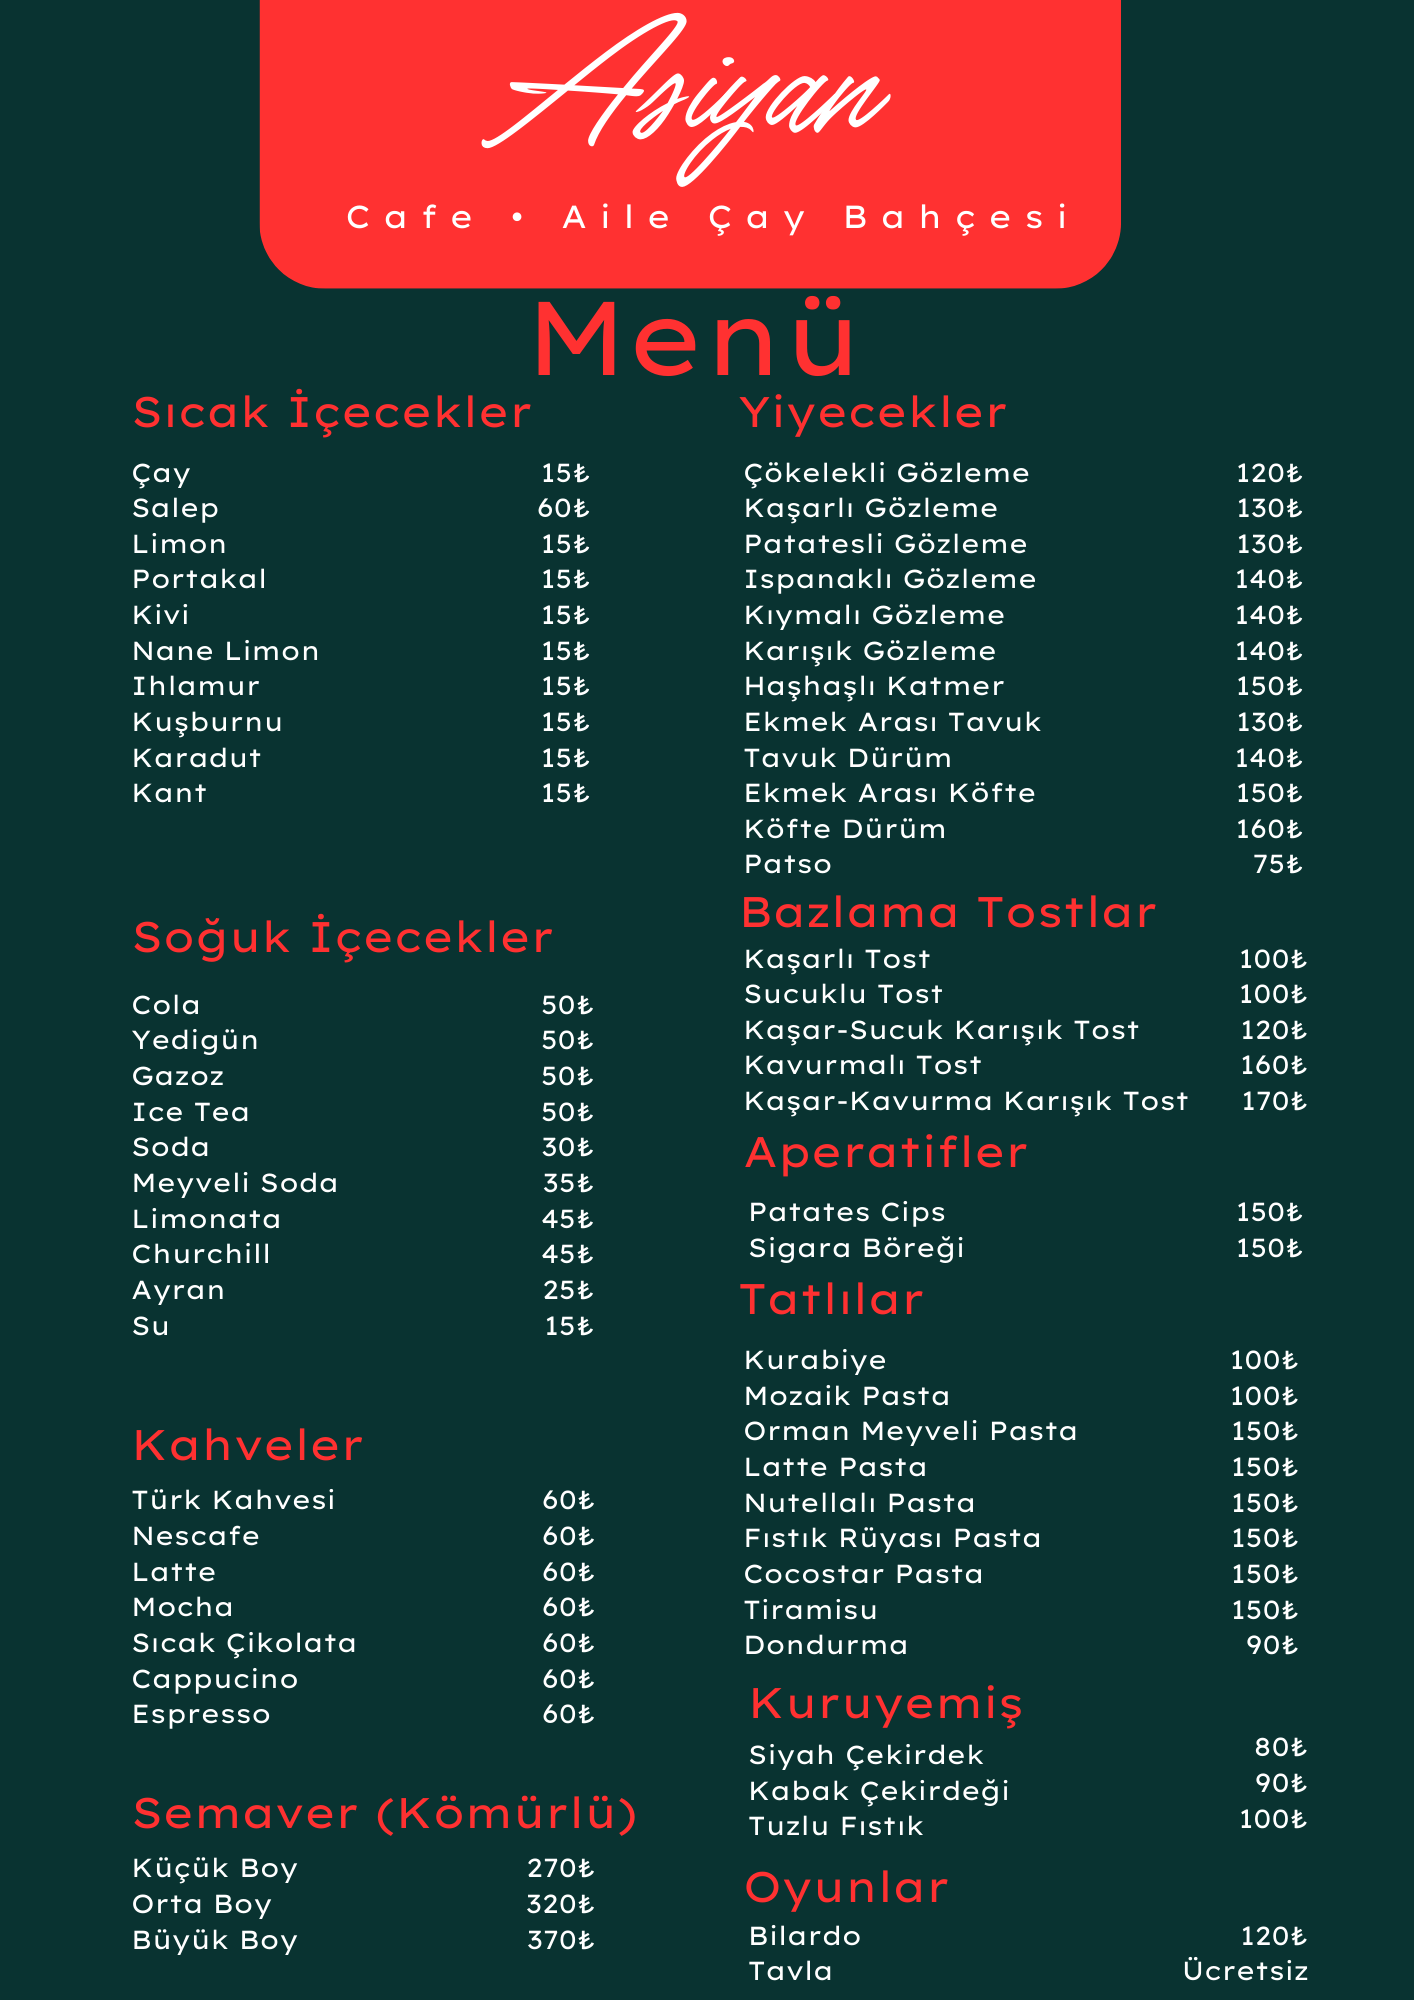 Asiyan
Cafe • Aile Çay Bahçesi
Menü
Sıcak İçecekler
Çay 15₺
Salep 60₺
Limon 15₺
Portakal 15₺
Kivi 15₺
Nane Limon 15₺
Ihlamur 15₺
Kuşburnu 15₺
Karadut 15₺
Kant 15₺
Soğuk İçecekler
Cola 50₺
Yedigün 50₺
Gazoz 50₺
Ice Tea 50₺
Soda 30₺
Meyveli Soda 35₺
Limonata 45₺
Churchill 45₺
Ayran 25₺
Su 15₺
Kahveler
Türk Kahvesi 60₺
Nescafe 60₺
Latte 60₺
Mocha 60₺
Sıcak Çikolata 60₺
Cappucino 60₺
Espresso 60₺
Semaver (Kömürlü)
Küçük Boy 270₺
Orta Boy 320₺
Büyük Boy 370₺
Yiyecekler
Çökelekli Gözleme 120₺
Kaşarlı Gözleme 130₺
Patatesli Gözleme 130₺
Ispanaklı Gözleme 140₺
Kıymalı Gözleme 140₺
Karışık Gözleme 140₺
Haşhaşlı Katmer 150₺
Ekmek Arası Tavuk 130₺
Tavuk Dürüm 140₺
Ekmek Arası Köfte 150₺
Köfte Dürüm 160₺
Patso 75₺
Bazlama Tostlar
Kaşarlı Tost 100₺
Sucuklu Tost 100₺
Kaşar-Sucuk Karışık Tost 120₺
Kavurmalı Tost 160₺
Kaşar-Kavurma Karışık Tost 170₺
Aperatifler
Patates Cips 150₺
Sigara Böreği 150₺
Tatlılar
Kurabiye 100₺
Mozaik Pasta 100₺
Orman Meyveli Pasta 150₺
Latte Pasta 150₺
Nutellalı Pasta 150₺
Fıstık Rüyası Pasta 150₺
Cocostar Pasta 150₺
Tiramisu 150₺
Dondurma 90₺
Kuruyemiş
Siyah Çekirdek 80₺
Kabak Çekirdeği 90₺
Tuzlu Fıstık 100₺
Oyunlar
Bilardo 120₺
Tavla Ücretsiz